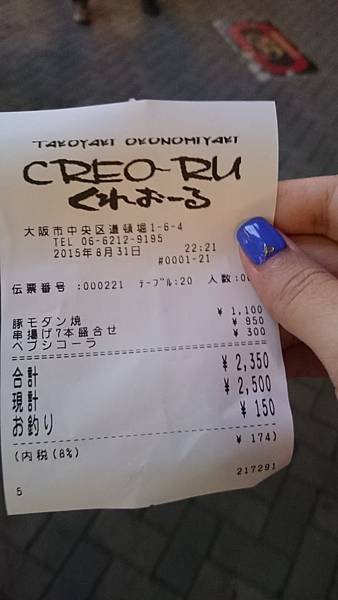 TAKOYAKI OKONOMIYAKI
CREO-RU
くれおーる
大阪市中央区道頓堀1-6-4
TEL 06-6212-9195
2015年8月31日 22:21
#0001-21
伝票番号 :000221 テーブル:20 人数:0
豚モダン焼 ¥ 1,100
串揚げ7本盛合せ ¥ 950
ペプシコーラ ¥ 300
合計 ¥ 2,350
現計 ¥ 2,500
お釣り ¥ 150
(内税(8%) ¥ 174)
217291
5